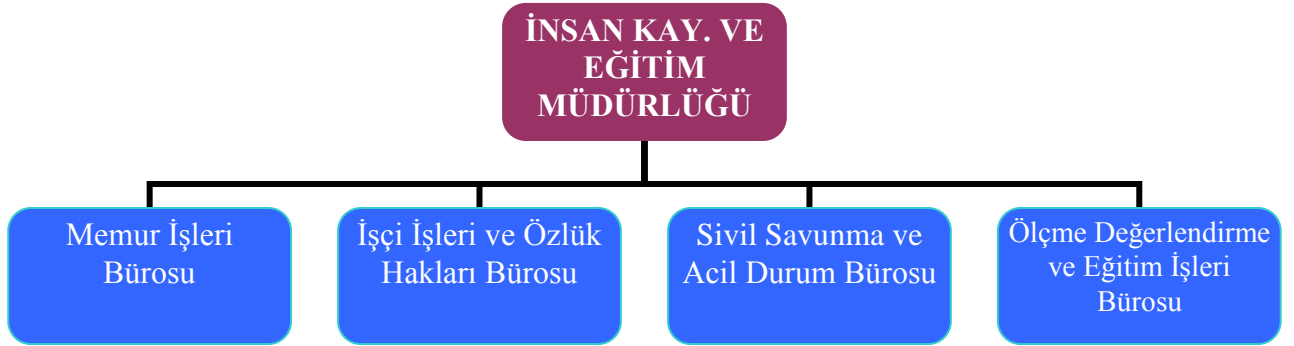 İNSAN KAY. VE
EĞİTİM
MÜDÜRLÜĞÜ
Memur İşleri
Bürosu
İşçi İşleri ve Özlük
Hakları Bürosu
Sivil Savunma ve
Acil Durum Bürosu
Ölçme Değerlendirme
ve Eğitim İşleri
Bürosu